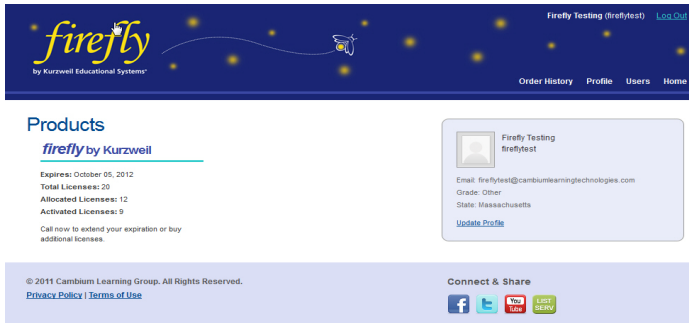 Firefly Testing (fireflytest) Log Out
firefly
by Kurzweil Educational Systems
Order History Profile Users Home
Products
firefly by Kurzweil
Expires: October 05, 2012
Total Licenses: 20
Allocated Licenses: 12
Activated Licenses: 9
Call now to extend your expiration or buy
additional licenses.
Firefly Testing
fireflytest
Email: fireflytest@cambiumlearningtechnologies.com
Grade: Other
State: Massachusetts
Update Profile
© 2011 Cambium Learning Group. All Rights Reserved.
Privacy Policy | Terms of Use
Connect & Share
f
t
You
Tube
LIST
SERV